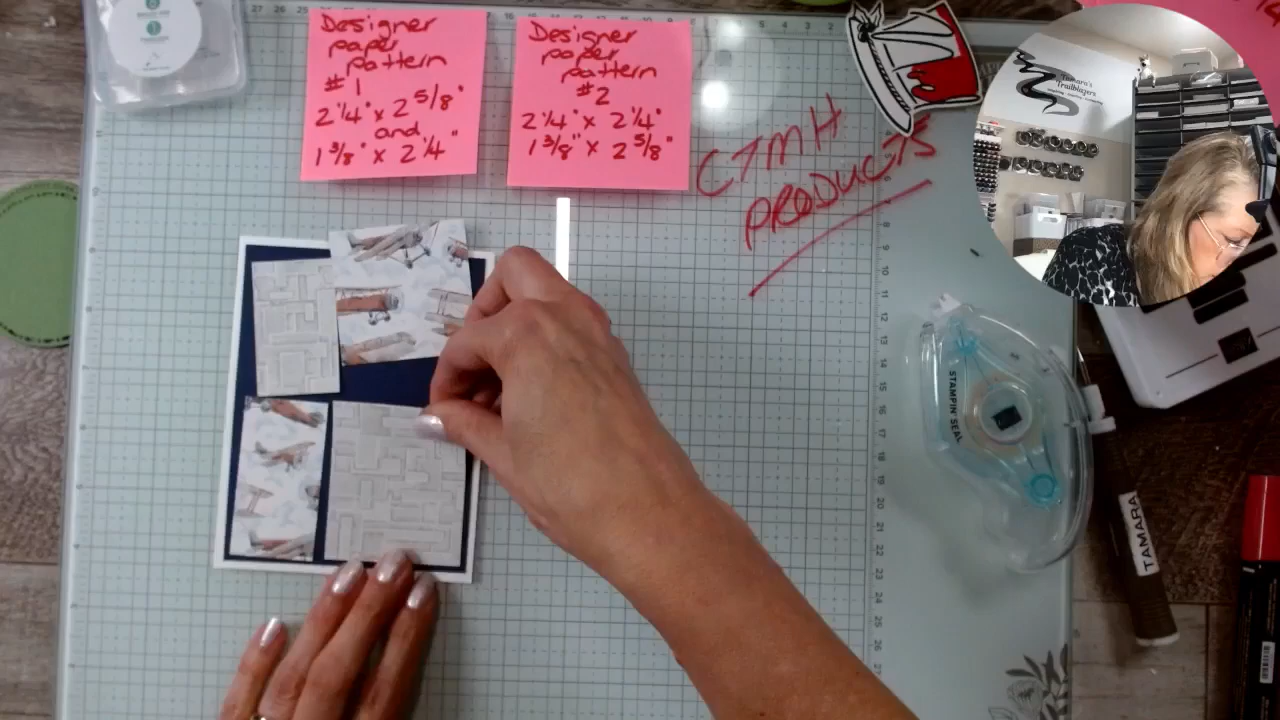 Designer
paper
pattern
#1
2 1/4" x 2 5/8"
and
1 3/8" x 2 1/4"
Designer
paper
pattern
#2
2 1/4" x 2 1/4"
1 3/8" x 2 5/8"
CTMH
PRODUCTS
Tamara's
Trailblazers
STAMPIN' SEAL
TAMARA